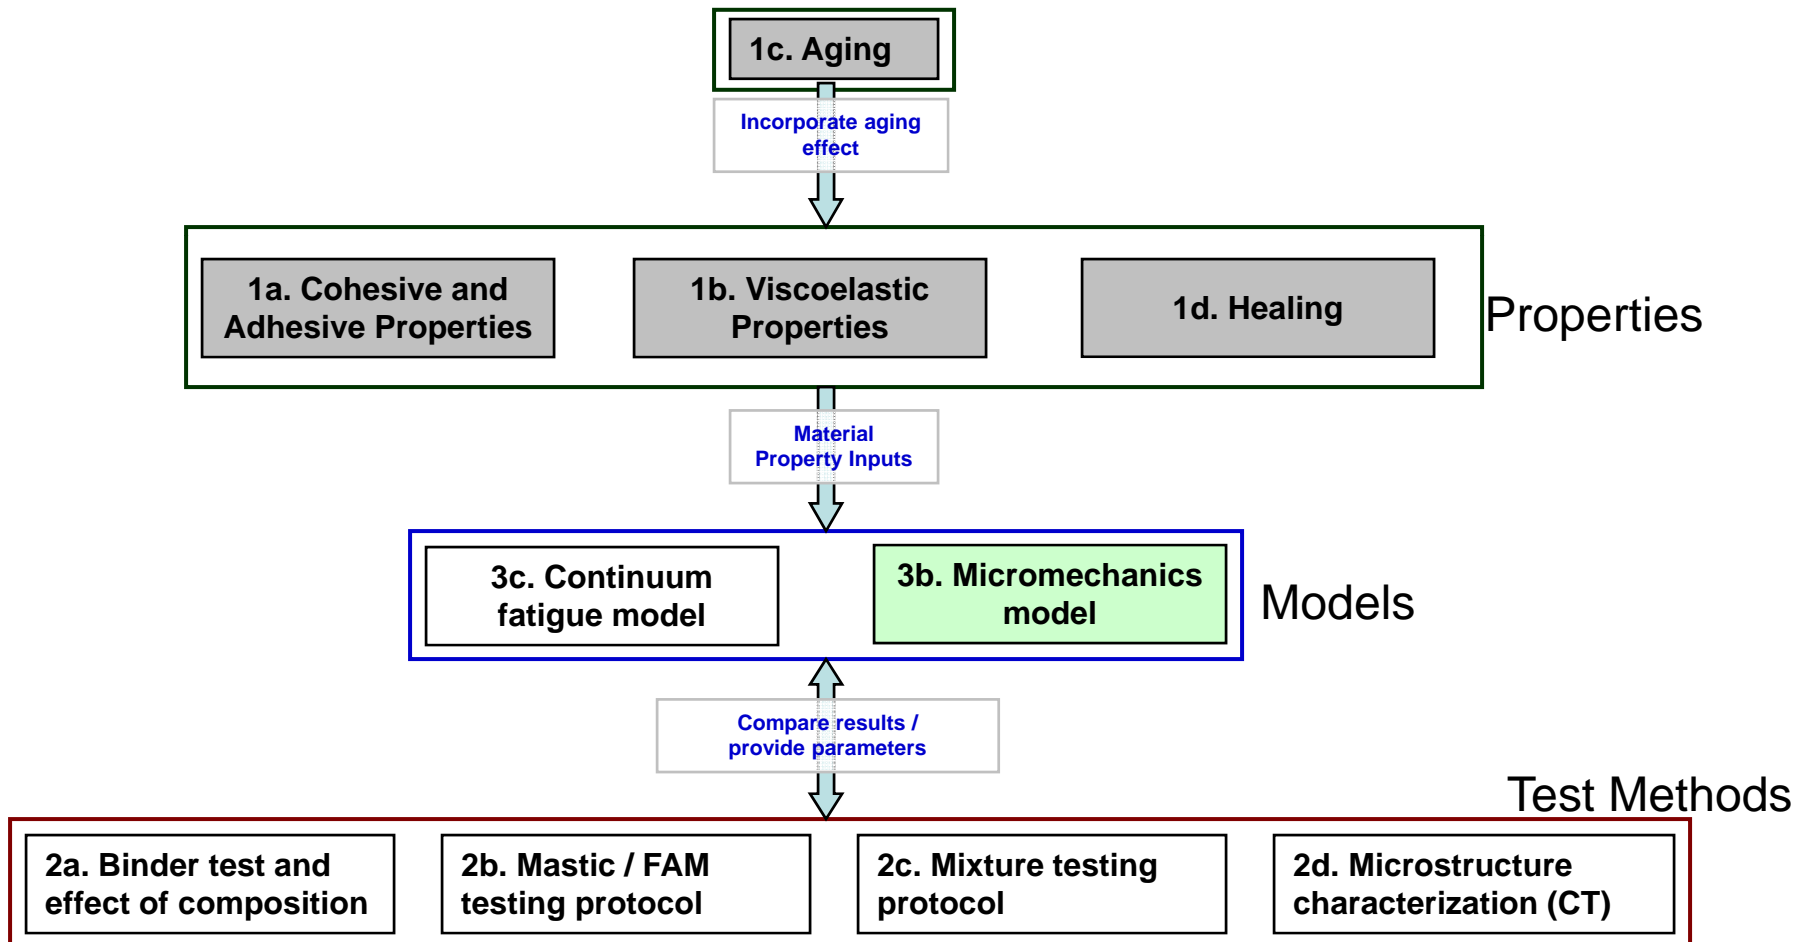 1c. Aging
Incorporate aging
effect
1a. Cohesive and
Adhesive Properties
1b. Viscoelastic
Properties
1d. Healing
Properties
Material
Property Inputs
3c. Continuum
fatigue model
3b. Micromechanics
model
Models
Compare results /
provide parameters
Test Methods
2a. Binder test and
effect of composition
2b. Mastic / FAM
testing protocol
2c. Mixture testing
protocol
2d. Microstructure
characterization (CT)